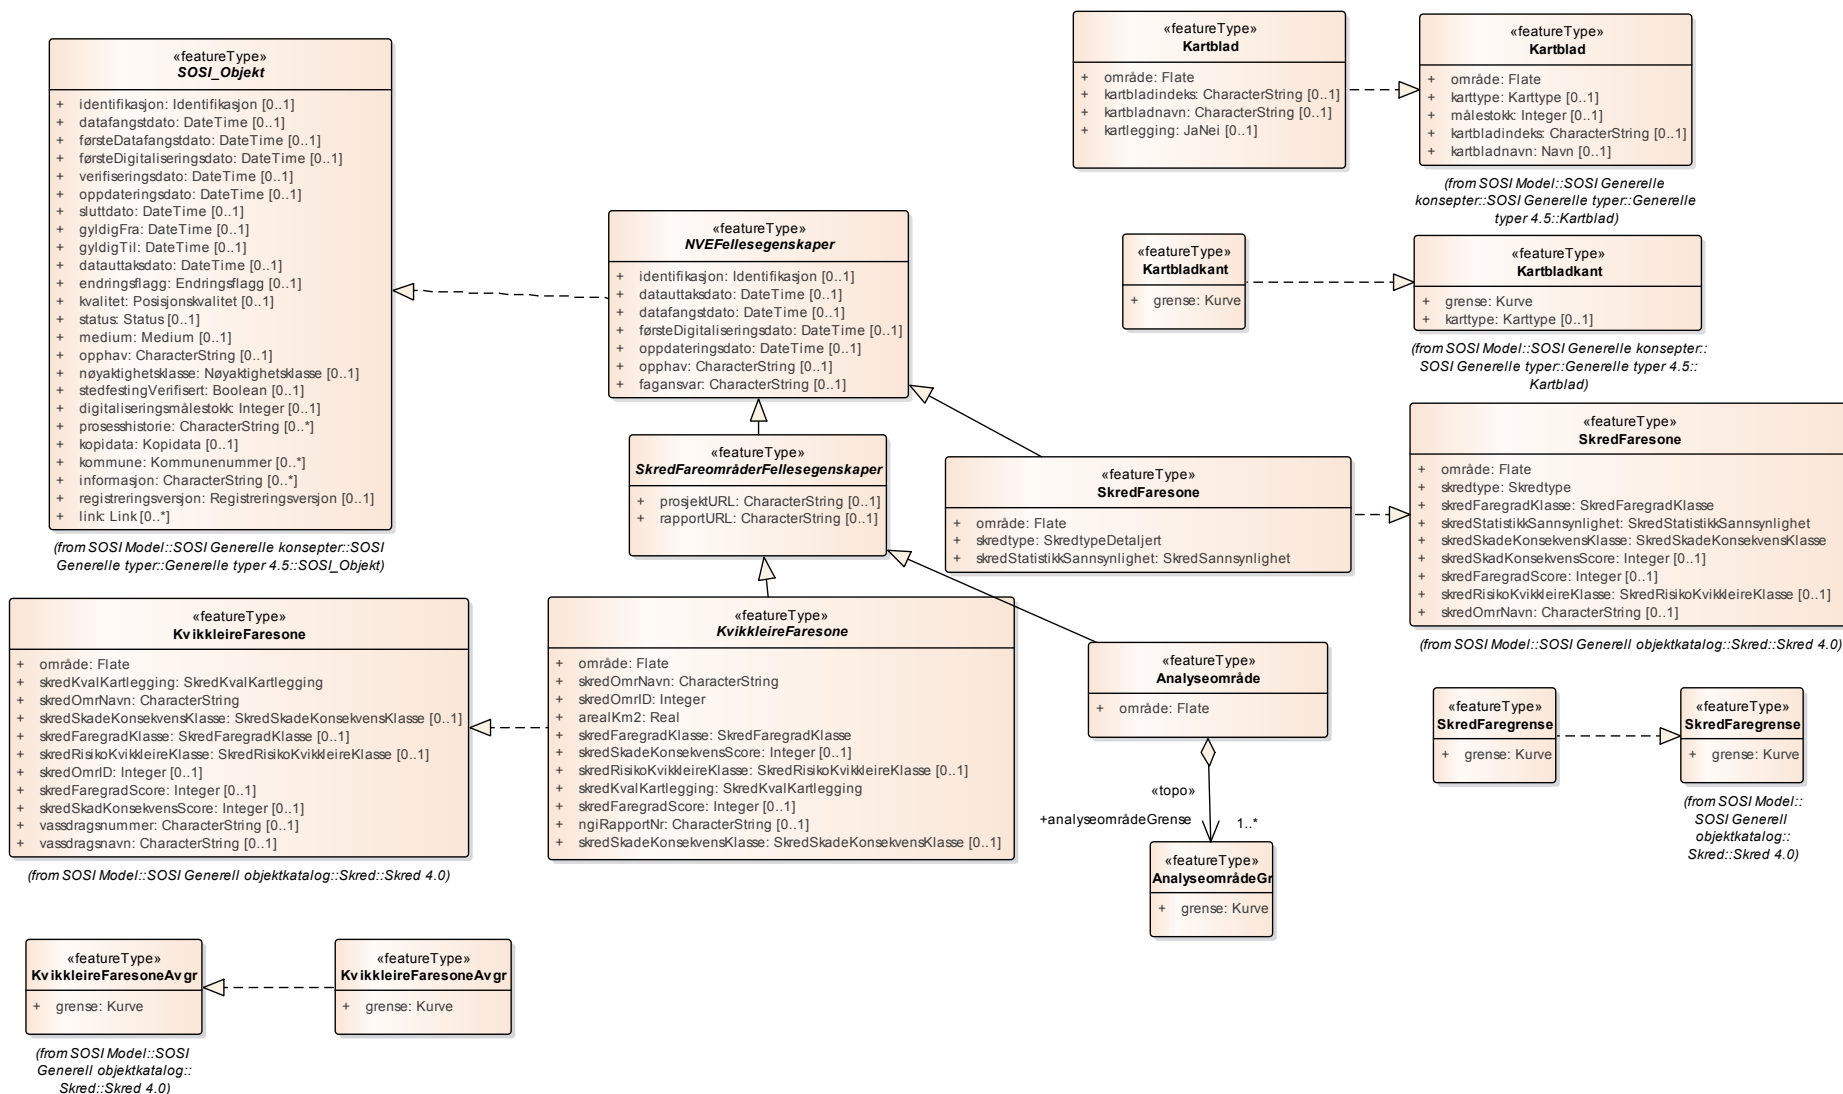 «featureType»
SOSI_Objekt
+ identifikasjon: Identifikasjon [0..1]
+ datafangstdato: DateTime [0..1]
+ førsteDatafangstdato: DateTime [0..1]
+ førsteDigitaliseringsdato: DateTime [0..1]
+ verifiseringsdato: DateTime [0..1]
+ oppdateringsdato: DateTime [0..1]
+ sluttdato: DateTime [0..1]
+ gyldigFra: DateTime [0..1]
+ gyldigTil: DateTime [0..1]
+ datauttaksdato: DateTime [0..1]
+ endringsflagg: Endringsflagg [0..1]
+ kvalitet: Posisjonskvalitet [0..1]
+ status: Status [0..1]
+ medium: Medium [0..1]
+ opphav: CharacterString [0..1]
+ nøyaktighetsklasse: Nøyaktighetsklasse [0..1]
+ stedfestingVerifisert: Boolean [0..1]
+ digitaliseringsmålestokk: Integer [0..1]
+ prosesshistorie: CharacterString [0..*]
+ kopidata: Kopidata [0..1]
+ kommune: Kommunenummer [0..*]
+ informasjon: CharacterString [0..*]
+ registreringsversjon: Registreringsversjon [0..1]
+ link: Link [0..*]
(from SOSI Model::SOSI Generelle konsepter::SOSI
Generelle typer::Generelle typer 4.5::SOSI_Objekt)
«featureType»
NVEFellesegenskaper
+ identifikasjon: Identifikasjon [0..1]
+ datauttaksdato: DateTime [0..1]
+ datafangstdato: DateTime [0..1]
+ førsteDigitaliseringsdato: DateTime [0..1]
+ oppdateringsdato: DateTime [0..1]
+ opphav: CharacterString [0..1]
+ fagansvar: CharacterString [0..1]
«featureType»
Kartblad
+ område: Flate
+ kartbladindeks: CharacterString [0..1]
+ kartbladnavn: CharacterString [0..1]
+ kartlegging: JaNei [0..1]
«featureType»
Kartblad
+ område: Flate
+ karttype: Karttype [0..1]
+ målestokk: Integer [0..1]
+ kartbladindeks: CharacterString [0..1]
+ kartbladnavn: Navn [0..1]
(from SOSI Model::SOSI Generelle
konsepter::SOSI Generelle typer::Generelle
typer 4.5::Kartblad)
«featureType»
Kartbladkant
+ grense: Kurve
«featureType»
Kartbladkant
+ grense: Kurve
+ karttype: Karttype [0..1]
(from SOSI Model::SOSI Generelle konsepter::
SOSI Generelle typer::Generelle typer 4.5::
Kartblad)
«featureType»
SkredFareområderFellesegenskaper
+ prosjektURL: CharacterString [0..1]
+ rapportURL: CharacterString [0..1]
«featureType»
SkredFaresone
+ område: Flate
+ skredtype: SkredtypeDetaljert
+ skredStatistikkSannsynlighet: SkredSannsynlighet
«featureType»
SkredFaresone
+ område: Flate
+ skredtype: Skredtype
+ skredFaregradKlasse: SkredFaregradKlasse
+ skredStatistikkSannsynlighet: SkredStatistikkSannsynlighet
+ skredSkadeKonsekvensKlasse: SkredSkadeKonsekvensKlasse
+ skredSkadKonsekvensScore: Integer [0..1]
+ skredFaregradScore: Integer [0..1]
+ skredRisikoKvikkleireKlasse: SkredRisikoKvikkleireKlasse [0..1]
+ skredOmrNavn: CharacterString [0..1]
(from SOSI Model::SOSI Generell objektkatalog::Skred::Skred 4.0)
«featureType»
KvikkleireFaresone
+ område: Flate
+ skredKvalKartlegging: SkredKvalKartlegging
+ skredOmrNavn: CharacterString
+ skredSkadeKonsekvensKlasse: SkredSkadeKonsekvensKlasse [0..1]
+ skredFaregradKlasse: SkredFaregradKlasse [0..1]
+ skredRisikoKvikkleireKlasse: SkredRisikoKvikkleireKlasse [0..1]
+ skredOmrID: Integer [0..1]
+ skredFaregradScore: Integer [0..1]
+ skredSkadKonsekvensScore: Integer [0..1]
+ vassdragsnummer: CharacterString [0..1]
+ vassdragsnavn: CharacterString [0..1]
(from SOSI Model::SOSI Generell objektkatalog::Skred::Skred 4.0)
«featureType»
KvikkleireFaresone
+ område: Flate
+ skredOmrNavn: CharacterString
+ skredOmrID: Integer
+ arealKm2: Real
+ skredFaregradKlasse: SkredFaregradKlasse
+ skredSkadeKonsekvensScore: Integer [0..1]
+ skredRisikoKvikkleireKlasse: SkredRisikoKvikkleireKlasse [0..1]
+ skredKvalKartlegging: SkredKvalKartlegging
+ skredFaregradScore: Integer [0..1]
+ ngiRapportNr: CharacterString [0..1]
+ skredSkadeKonsekvensKlasse: SkredSkadeKonsekvensKlasse [0..1]
«featureType»
Analyseområde
+ område: Flate
«topo»
+analyseområdeGrense
1..*
«featureType»
AnalyseområdeGr
+ grense: Kurve
«featureType»
SkredFaregrense
+ grense: Kurve
«featureType»
SkredFaregrense
+ grense: Kurve
(from SOSI Model::
SOSI Generell
objektkatalog::
Skred::Skred 4.0)
«featureType»
KvikkleireFaresoneAvgr
+ grense: Kurve
(from SOSI Model::SOSI
Generell objektkatalog::
Skred::Skred 4.0)
«featureType»
KvikkleireFaresoneAvgr
+ grense: Kurve